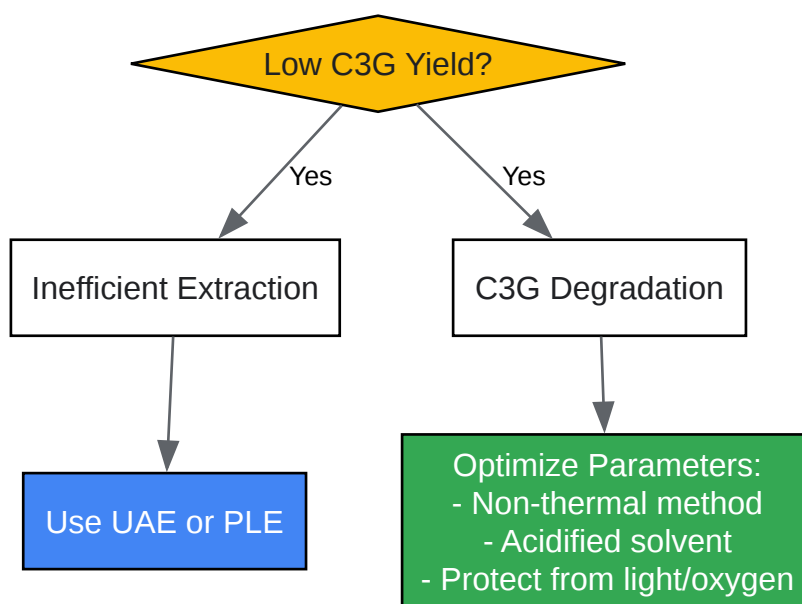 Low C3G Yield?
Yes
Yes
Inefficient Extraction
C3G Degradation
Use UAE or PLE
Optimize Parameters:
- Non-thermal method
- Acidified solvent
- Protect from light/oxygen